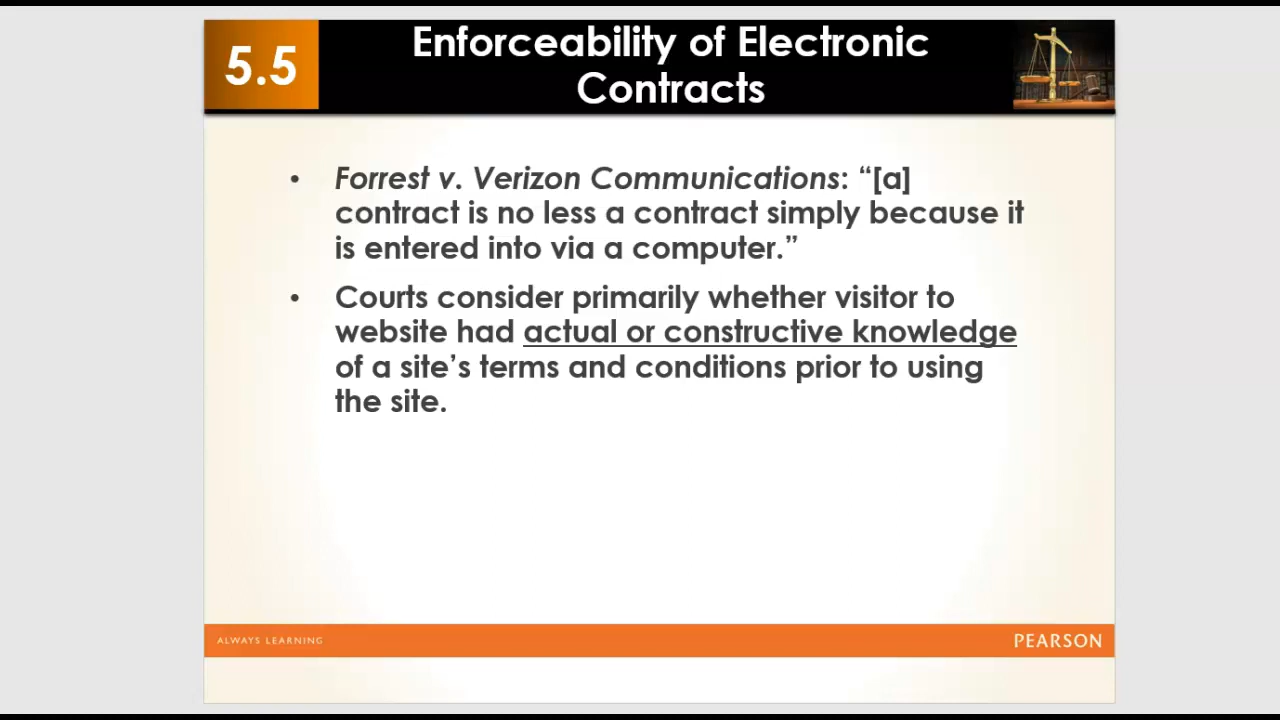 5.5
Enforceability of Electronic
Contracts
• Forrest v. Verizon Communications: “[a]
contract is no less a contract simply because it
is entered into via a computer.”
• Courts consider primarily whether visitor to
website had actual or constructive knowledge
of a site’s terms and conditions prior to using
the site.
ALWAYS LEARNING
PEARSON